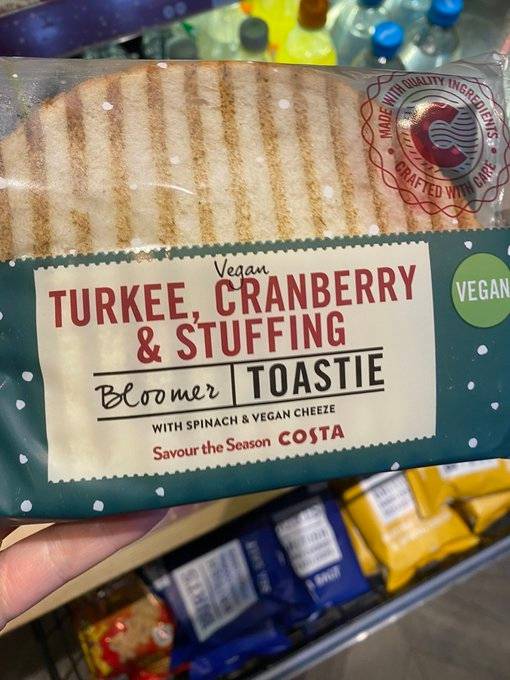 MADE WITH QUALITY INGREDIENTS
C
CRAFTED WITH CARE
Vegan
TURKEE, CRANBERRY
& STUFFING
Bloomer TOASTIE
WITH SPINACH & VEGAN CHEEZE
Savour the Season COSTA
VEGAN